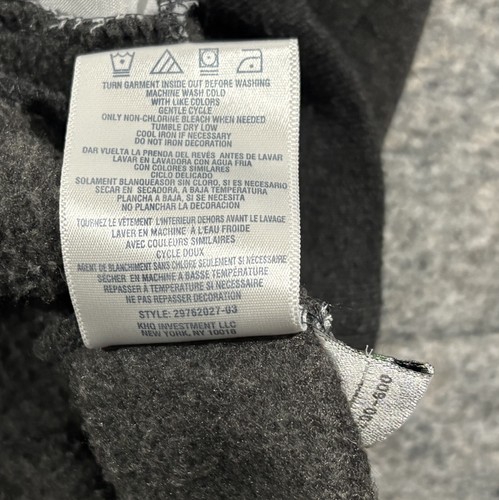 TURN GARMENT INSIDE OUT BEFORE WASHING
MACHINE WASH COLD
WITH LIKE COLORS
GENTLE CYCLE
ONLY NON-CHLORINE BLEACH WHEN NEEDED
TUMBLE DRY LOW
COOL IRON IF NECESSARY
DO NOT IRON DECORATION
DAR VUELTA LA PRENDA DEL REVÉS ANTES DE LAVAR
LAVAR EN LAVADORA CON AGUA FRIA
CON COLORES SIMILARES
CICLO DELICADO
SOLAMENT BLANQUEADOR SIN CLORO, SI ES NECESARIO
SECAR EN SECADORA, A BAJA TEMPERATURA
PLANCHA A BAJA, SI SE NECESITA
NO PLANCHAR LA DECORACIÓN
TOURNEZ LE VÊTEMENT L'INTERIEUR DEHORS AVANT LE LAVAGE
LAVER EN MACHINE À L'EAU FROIDE
AVEC COULEURS SIMILAIRES
CYCLE DOUX
AGENT DE BLANCHIMENT SANS CHLORE SEULEMENT SI NÉCESSAIRE
SÉCHER EN MACHINE A BASSE TEMPÉRATURE
REPASSER À TEMPÉRATURE SI NÉCESSAIRE
NE PAS REPASSER DECORATION
STYLE: 29762027-03
KHQ INVESTMENT LLC
NEW YORK, NY 10018